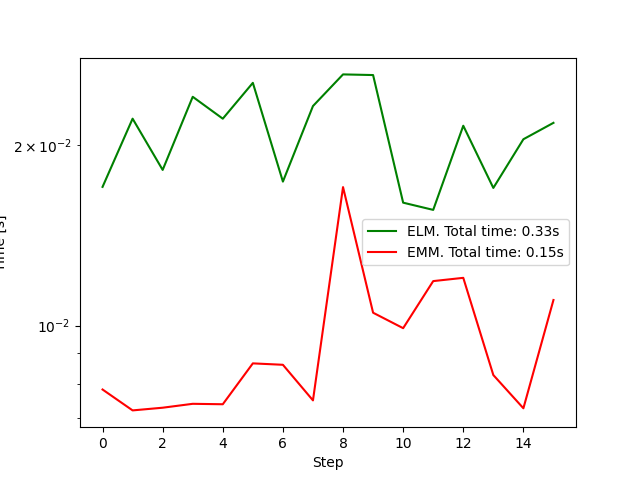 2 × 10⁻²
10⁻²
Time [s]
ELM. Total time: 0.33s
EMM. Total time: 0.15s
0 2 4 6 8 10 12 14
Step